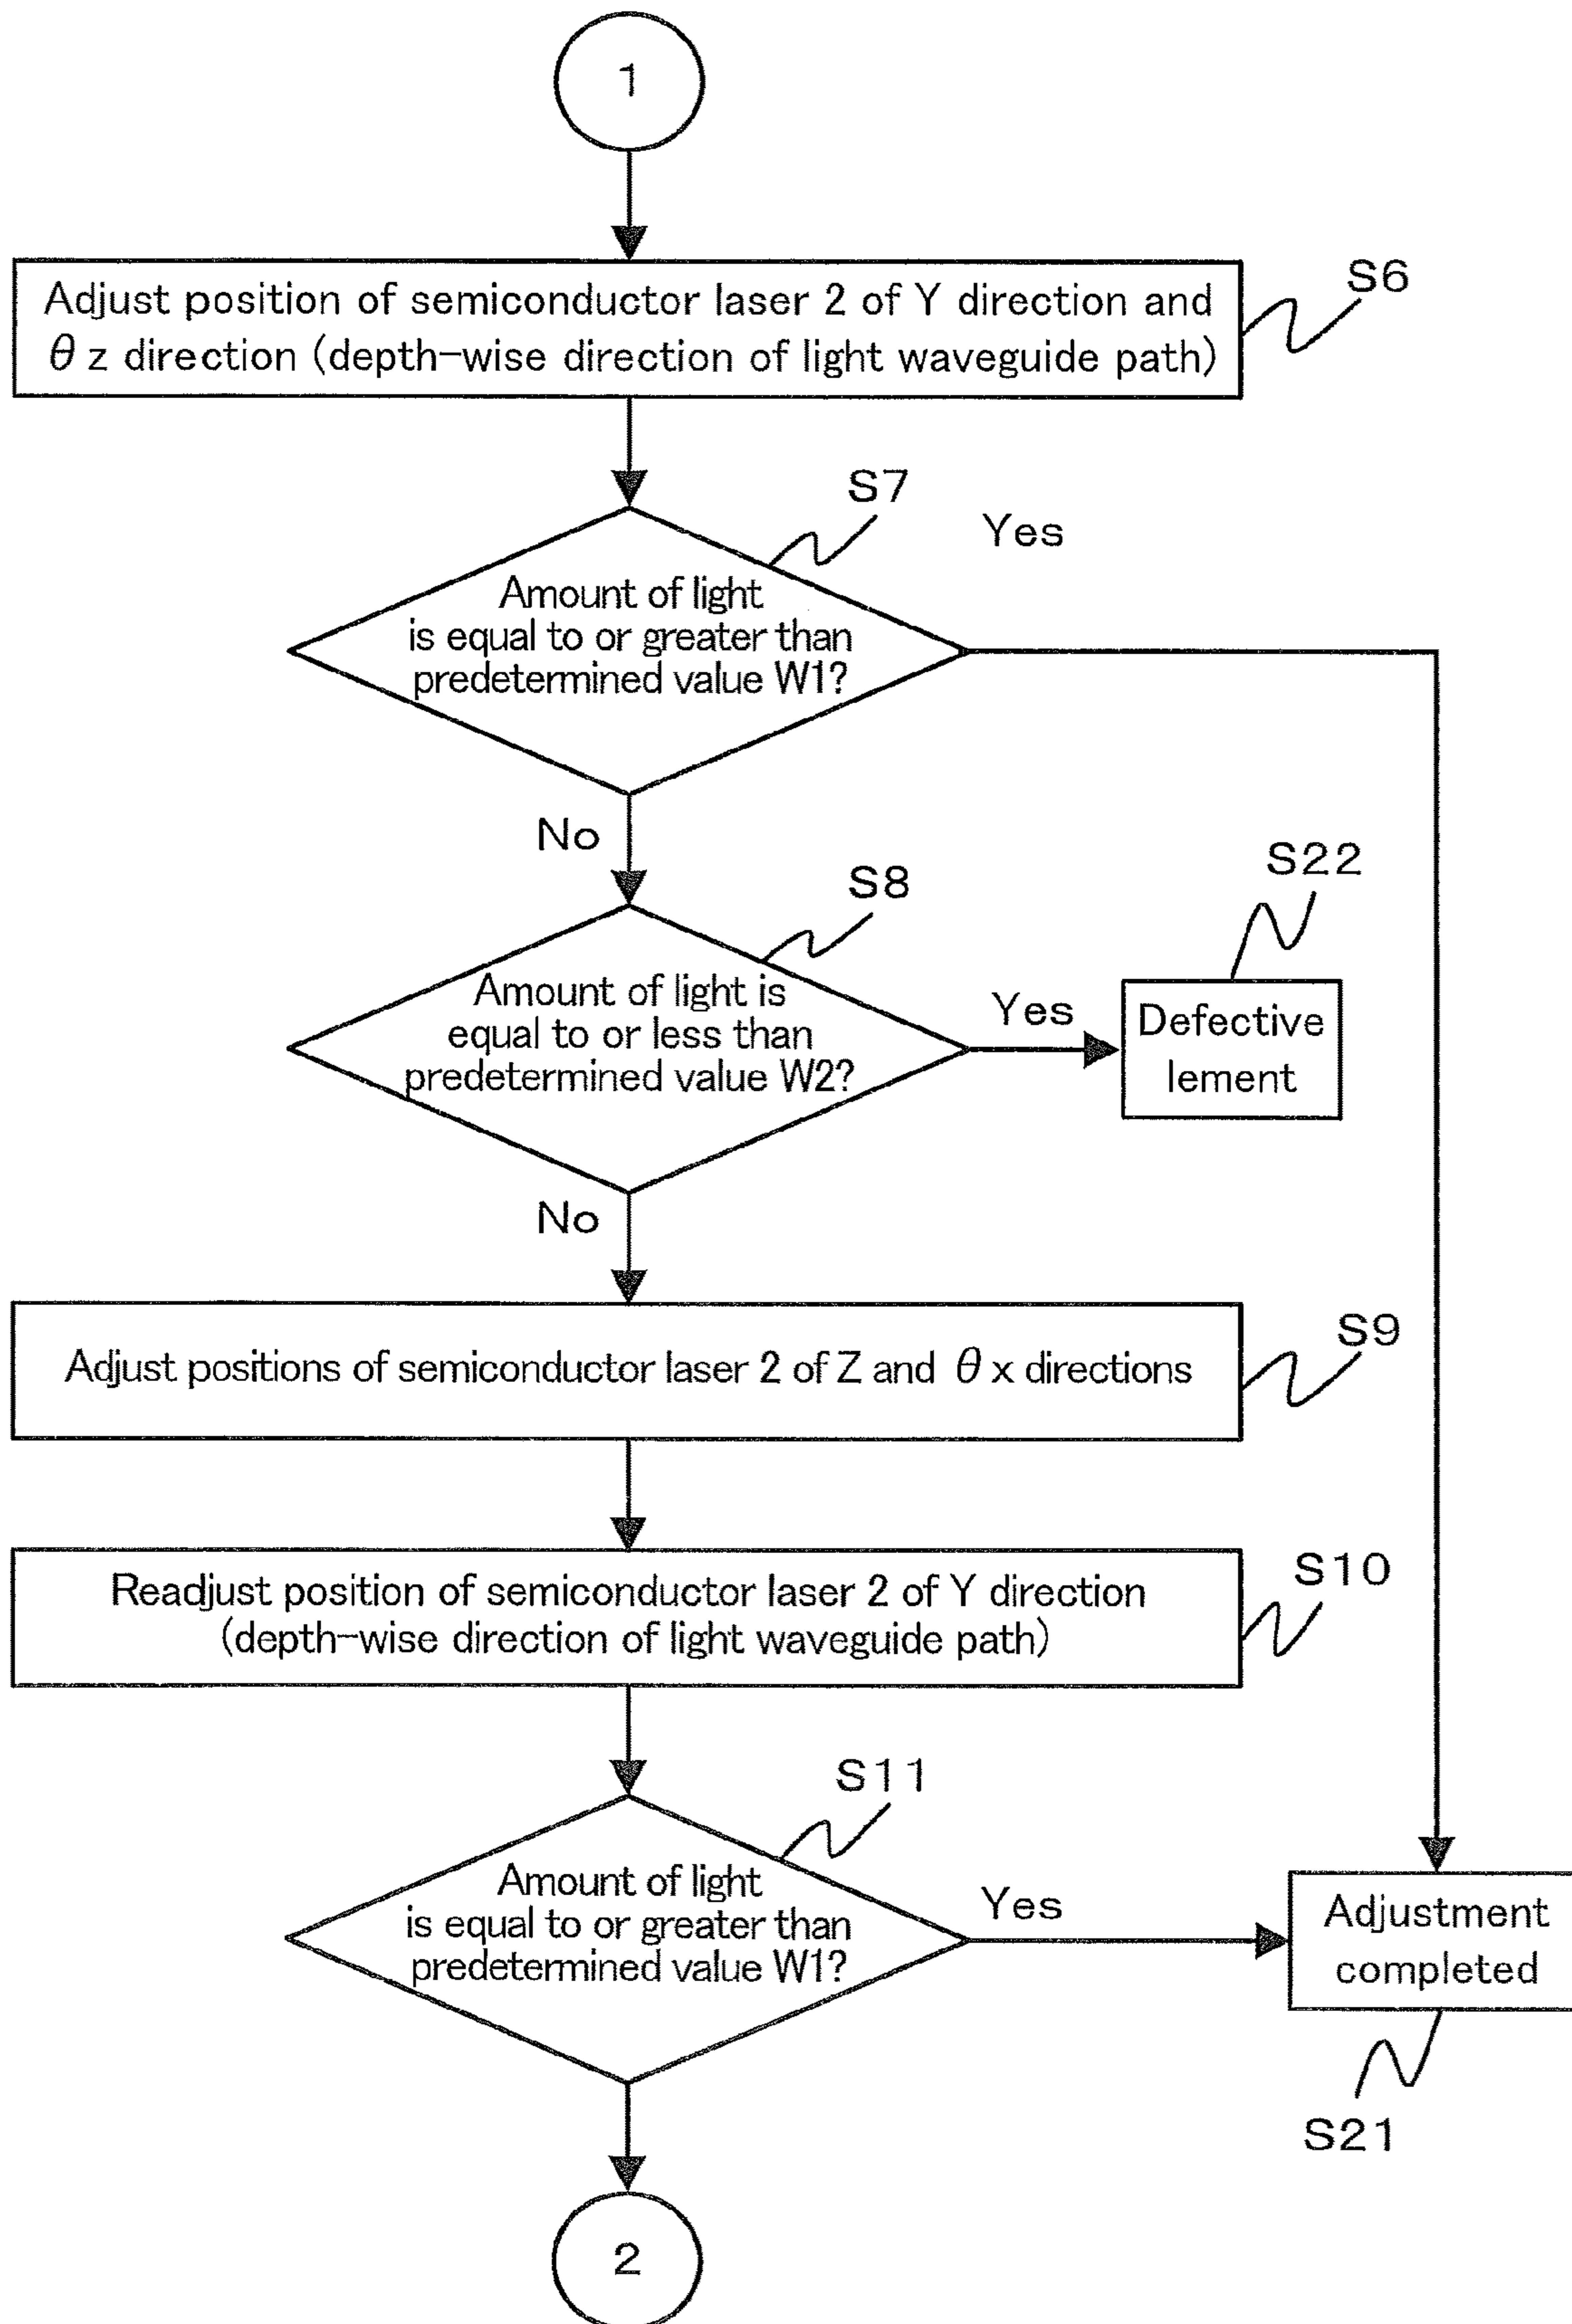 1
Adjust position of semiconductor laser 2 of Y direction and
θ z direction (depth-wise direction of light waveguide path)
S6
S7
Yes
Amount of light
is equal to or greater than
predetermined value W1?
No
S8
S22
Amount of light is
equal to or less than
predetermined value W2?
Yes
Defective
lement
No
S9
Adjust positions of semiconductor laser 2 of Z and θ x directions
S10
Readjust position of semiconductor laser 2 of Y direction
(depth-wise direction of light waveguide path)
S11
Amount of light
is equal to or greater than
predetermined value W1?
Yes
Adjustment
completed
S21
2